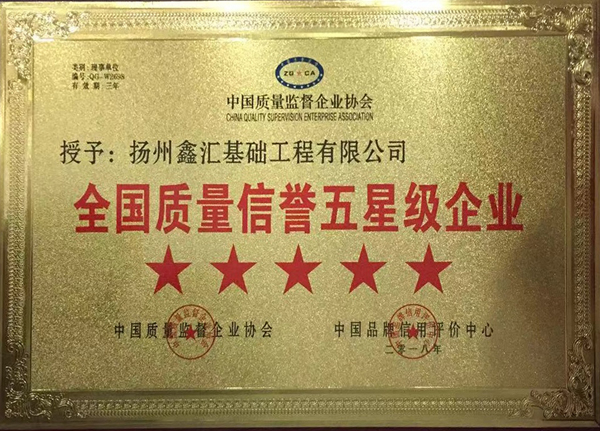 类别：理事单位
编号：QG-W2698
有效期：三年
ZD★CA
中国质量监督企业协会
CHINA QUALITY SUPERVISION ENTERPRISE ASSOCIATION
授予：扬州鑫汇基础工程有限公司
全国质量信誉五星级企业
★★★★★
中国质量监督企业协会
中国品牌信用评价中心
二零一八年